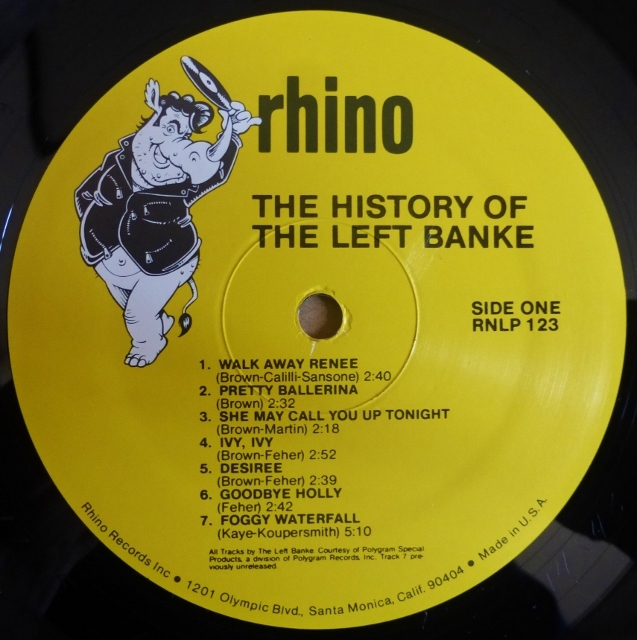 rhino
THE HISTORY OF
THE LEFT BANKE
SIDE ONE
RNLP 123
1. WALK AWAY RENEE
(Brown-Calilli-Sansone) 2:40
2. PRETTY BALLERINA
(Brown) 2:32
3. SHE MAY CALL YOU UP TONIGHT
(Brown-Martin) 2:18
4. IVY, IVY
(Brown-Feher) 2:52
5. DESIREE
(Brown-Feher) 2:39
6. GOODBYE HOLLY
(Feher) 2:42
7. FOGGY WATERFALL
(Kaye-Koupersmith) 5:10
All Tracks by The Left Banke. Courtesy of Polygram Special
Products, a division of Polygram Records, Inc. Track 7 pre-
viously unreleased.
Rhino Records Inc • 1201 Olympic Blvd., Santa Monica, Calif. 90404 • Made in U.S.A.